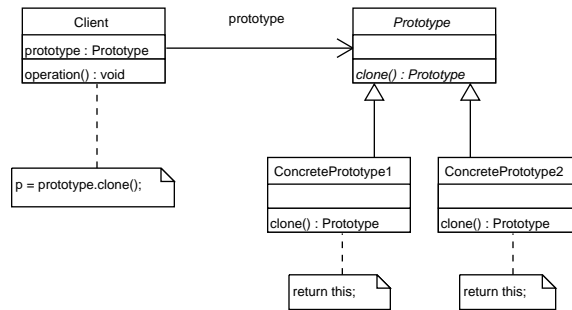 Client
prototype : Prototype
operation() : void
prototype
Prototype
clone() : Prototype
p = prototype.clone();
ConcretePrototype1
clone() : Prototype
return this;
ConcretePrototype2
clone() : Prototype
return this;